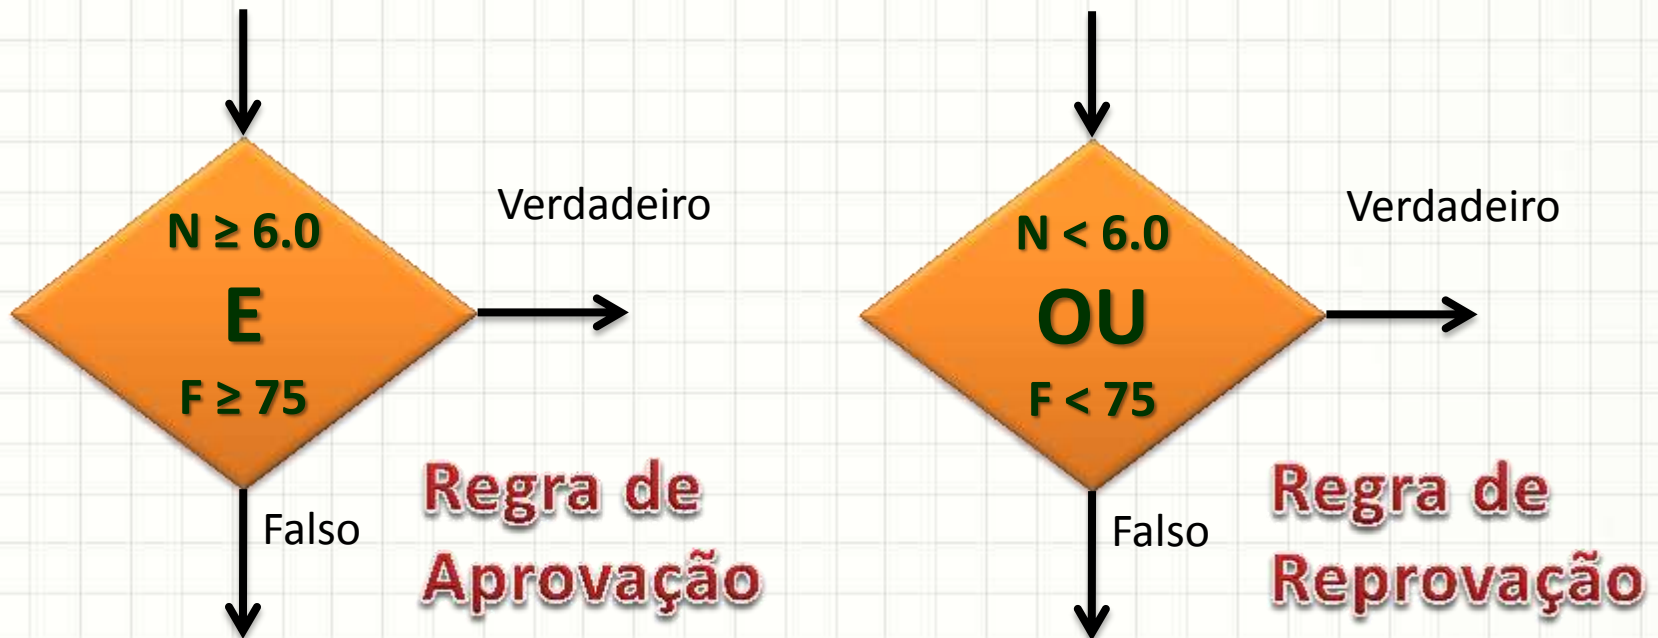 N ≥ 6.0
E
F ≥ 75
Verdadeiro
Falso
Regra de
Aprovação
N < 6.0
OU
F < 75
Verdadeiro
Falso
Regra de
Reprovação